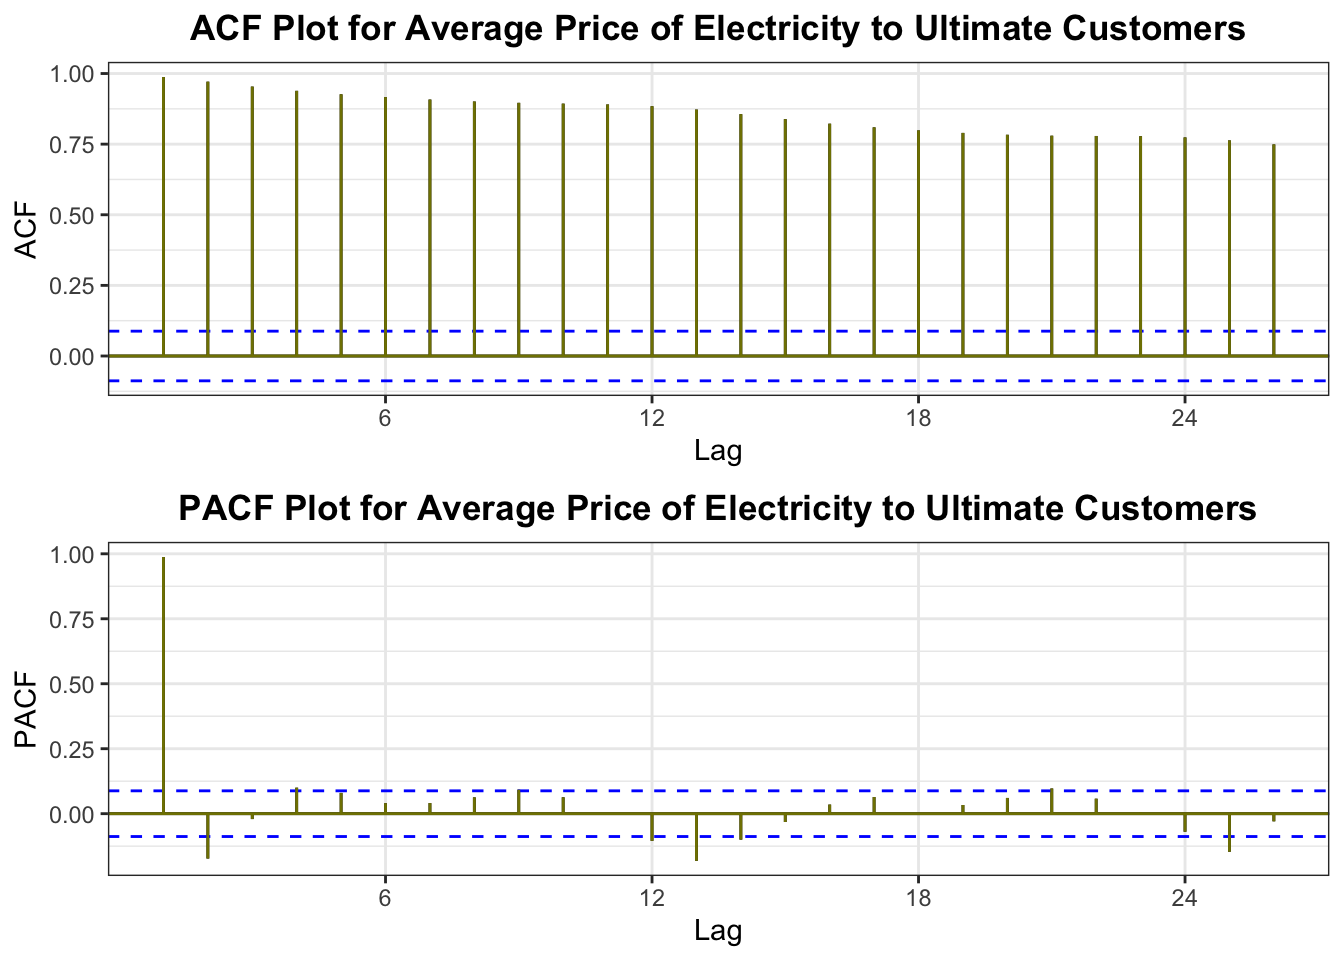 ACF Plot for Average Price of Electricity to Ultimate Customers
1.00
0.75
0.50
0.25
0.00
ACF
6 12 18 24
Lag
PACF Plot for Average Price of Electricity to Ultimate Customers
1.00
0.75
0.50
0.25
0.00
PACF
6 12 18 24
Lag